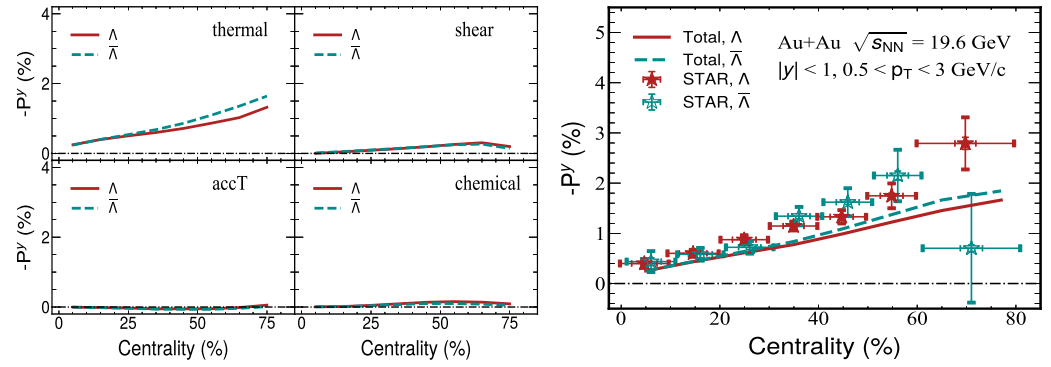 4
2
0
-P^y (%)
thermal
Λ
Λ̅
shear
Λ
Λ̅
4
2
0
-P^y (%)
accT
Λ
Λ̅
chemical
Λ
Λ̅
0 25 50 75
0 25 50 75
Centrality (%)
Centrality (%)
5
4
3
2
1
0
-P^y (%)
Total, Λ
Total, Λ̅
STAR, Λ
STAR, Λ̅
Au+Au √s_NN = 19.6 GeV
|y| < 1, 0.5 < p_T < 3 GeV/c
0 20 40 60 80
Centrality (%)